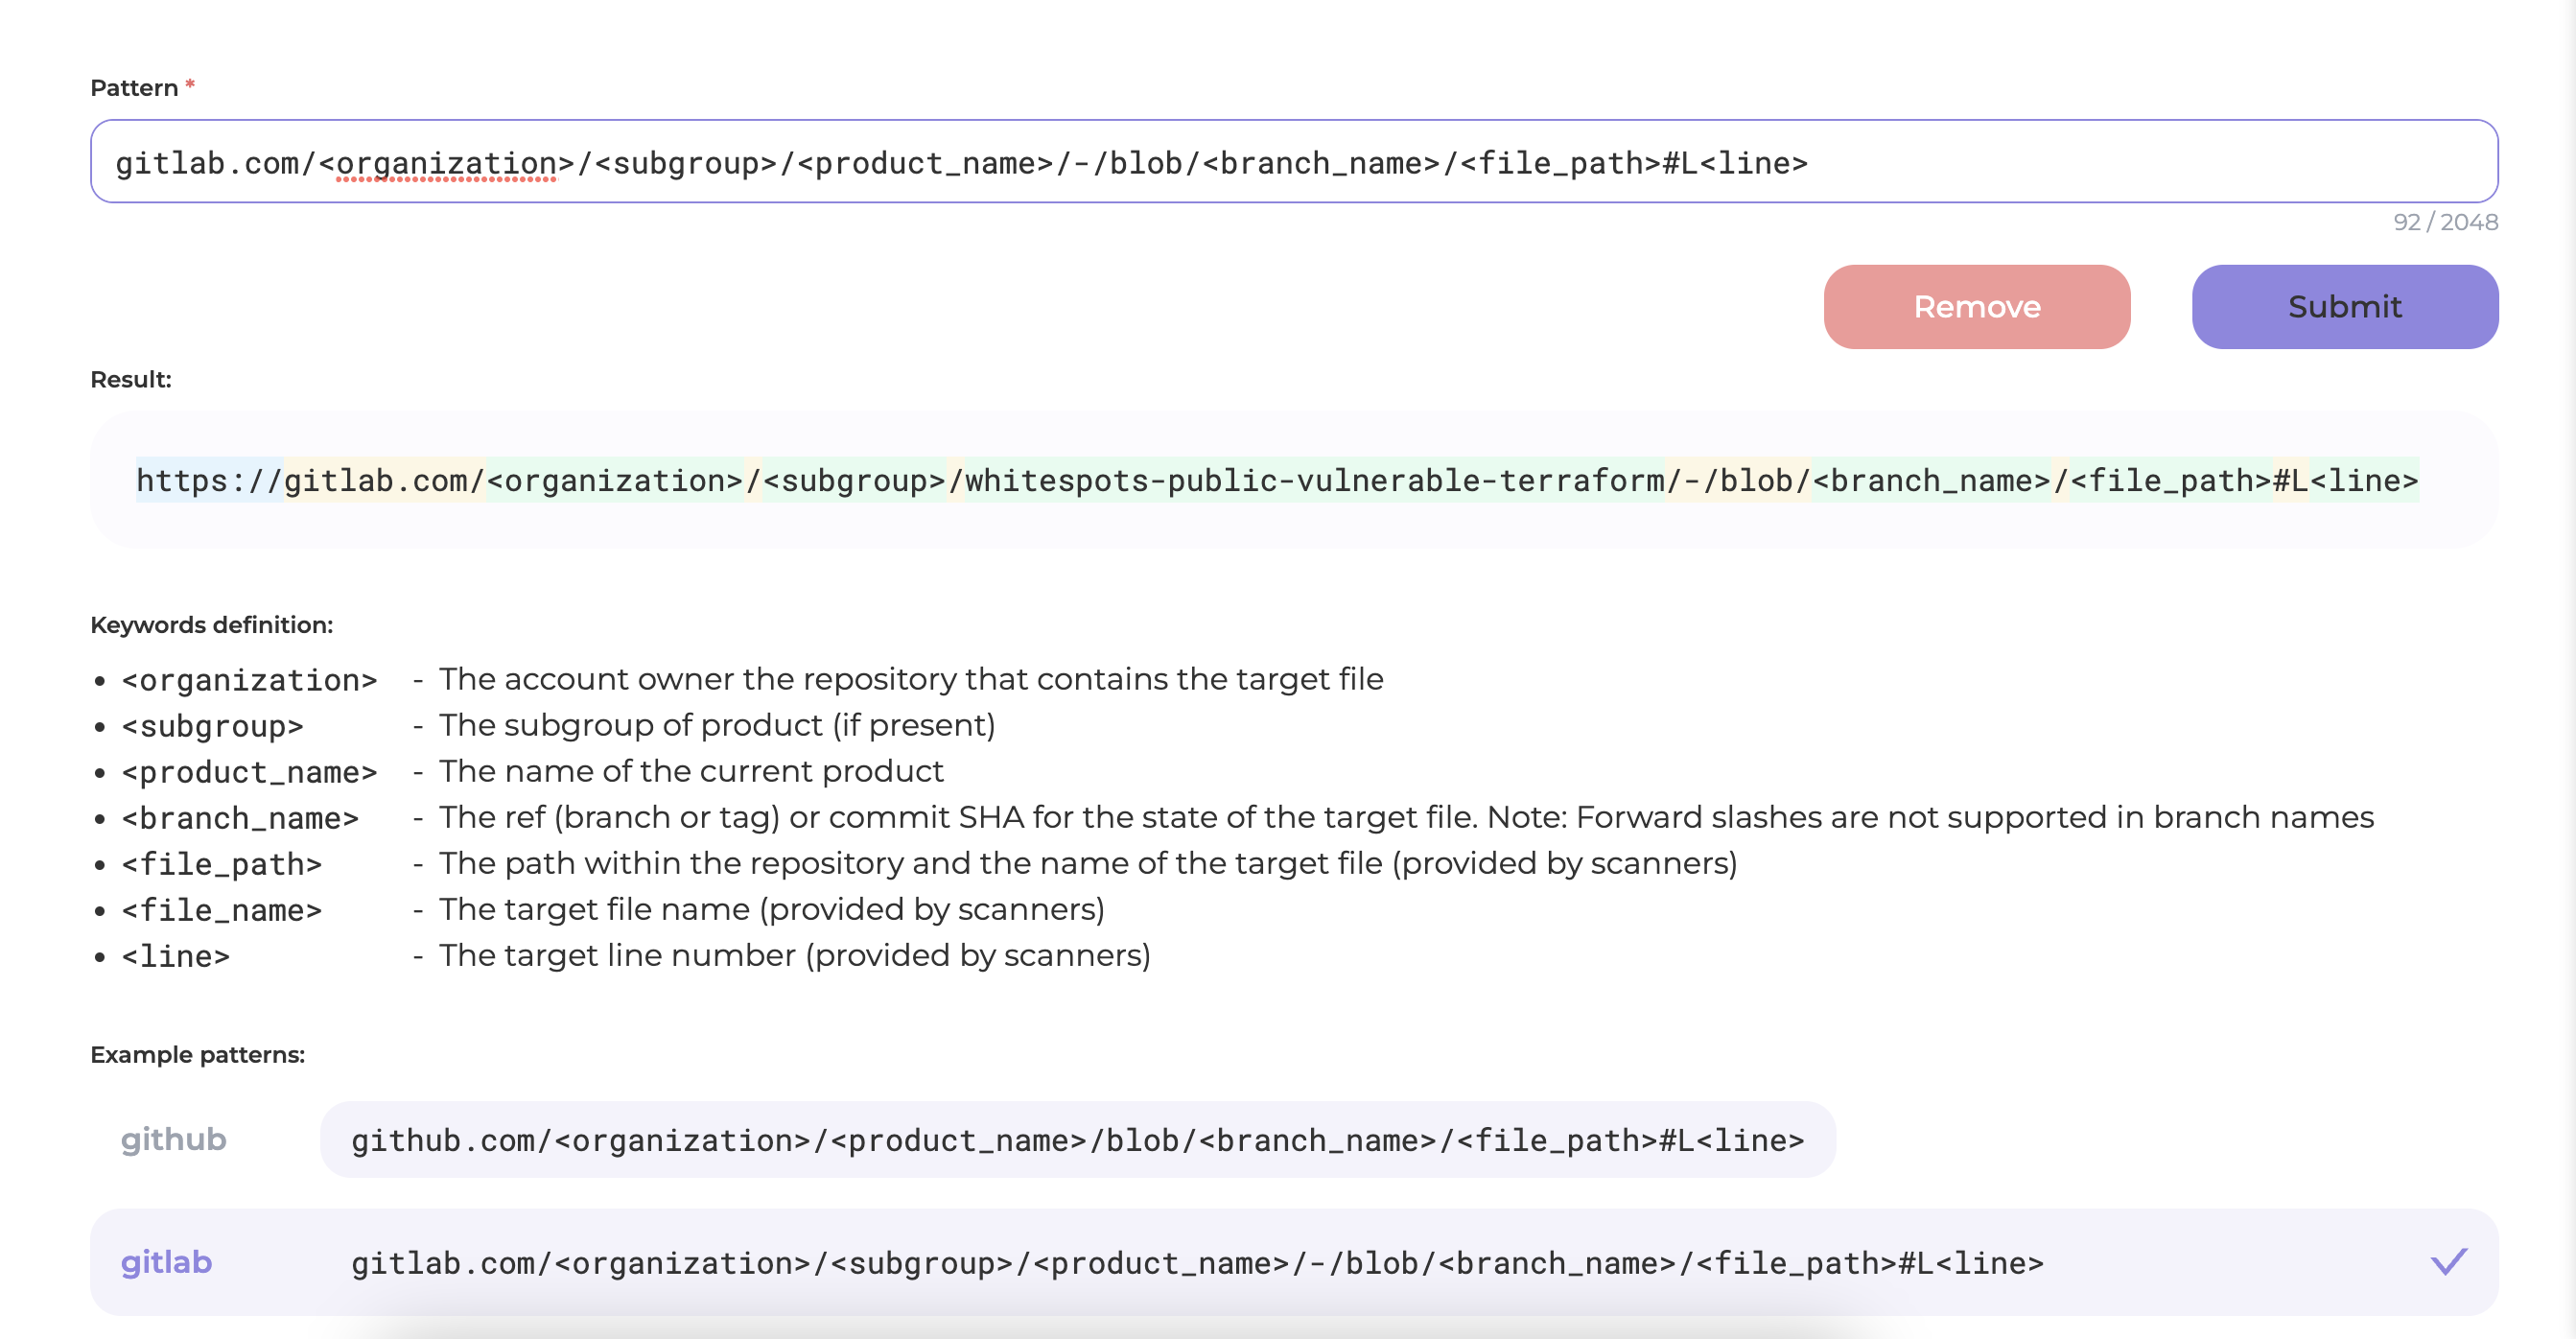 Pattern *
gitlab.com/<organization>/<subgroup>/<product_name>/-/blob/<branch_name>/<file_path>#L<line>
92 / 2048
Remove Submit
Result:
https://gitlab.com/<organization>/<subgroup>/whitespots-public-vulnerable-terraform/-/blob/<branch_name>/<file_path>#L<line>
Keywords definition:
• <organization> - The account owner the repository that contains the target file
• <subgroup> - The subgroup of product (if present)
• <product_name> - The name of the current product
• <branch_name> - The ref (branch or tag) or commit SHA for the state of the target file. Note: Forward slashes are not supported in branch names
• <file_path> - The path within the repository and the name of the target file (provided by scanners)
• <file_name> - The target file name (provided by scanners)
• <line> - The target line number (provided by scanners)
Example patterns:
github github.com/<organization>/<product_name>/blob/<branch_name>/<file_path>#L<line>
gitlab gitlab.com/<organization>/<subgroup>/<product_name>/-/blob/<branch_name>/<file_path>#L<line>